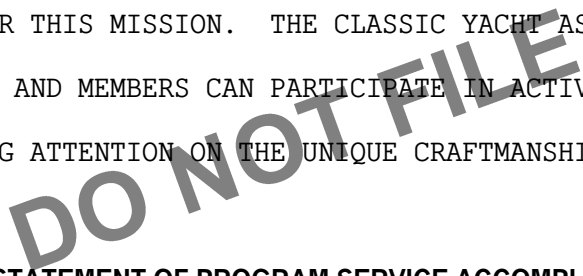 R THIS MISSION. THE CLASSIC YACHT AS
AND MEMBERS CAN PARTICIPATE IN ACTIV
G ATTENTION ON THE UNIQUE CRAFTMANSHI
DO NOT FILE
STATEMENT OF PROGRAM SERVICE ACCOMPL